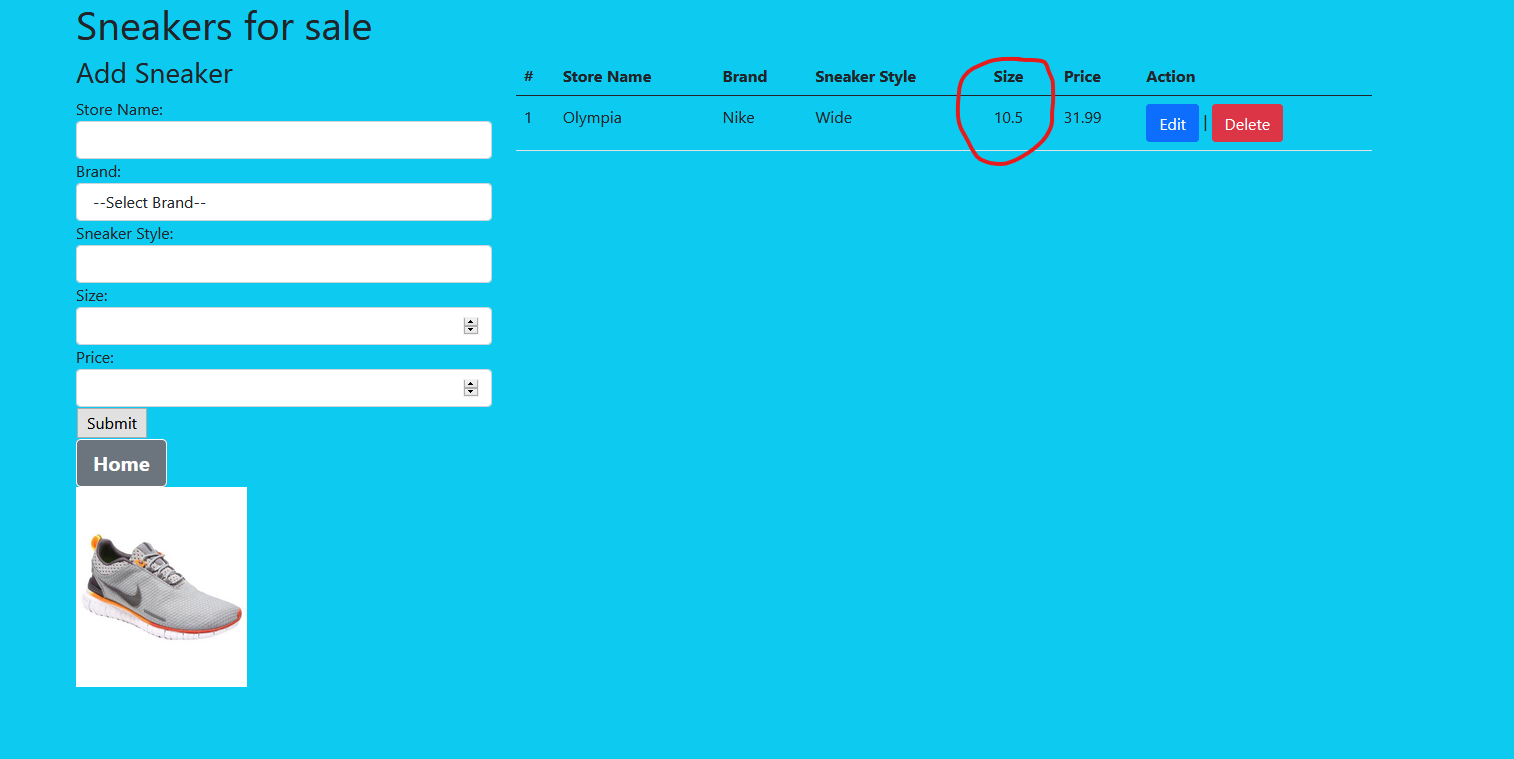 Sneakers for sale
Add Sneaker
Store Name:
Brand:
--Select Brand--
Sneaker Style:
Size:
Price:
Submit
Home
# Store Name Brand Sneaker Style Size Price Action
1 Olympia Nike Wide 10.5 31.99 Edit | Delete